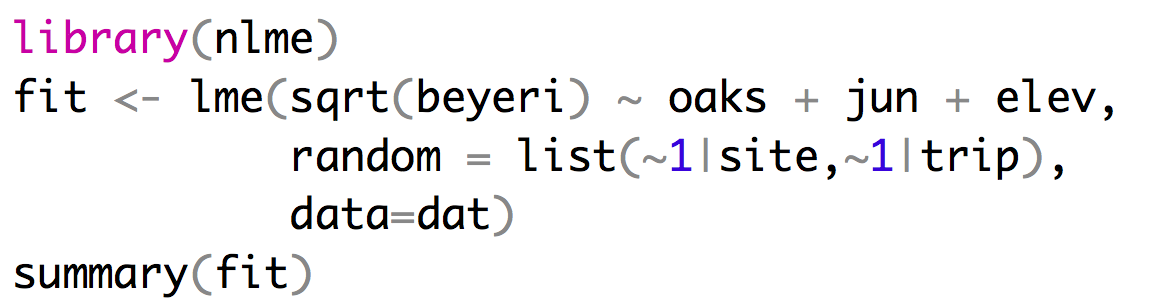 library(nlme)
fit <- lme(sqrt(beyeri) ~ oaks + jun + elev,
           random = list(~1|site,~1|trip),
           data=dat)
summary(fit)